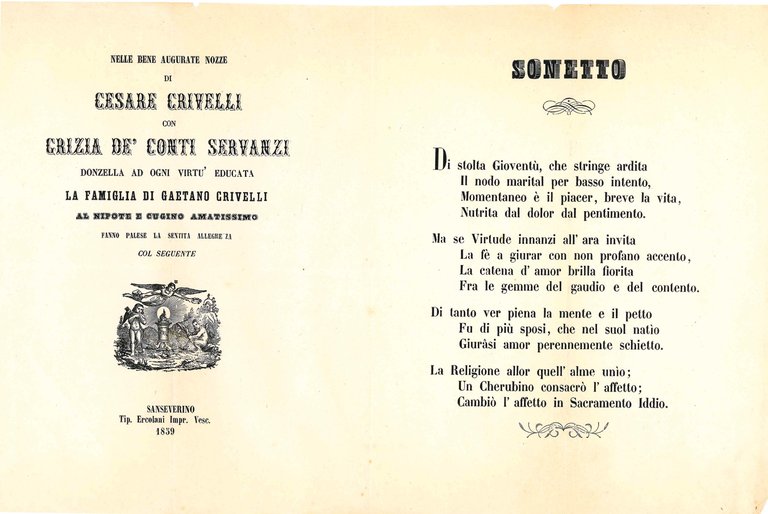 NELLE BENE AUGURATE NOZZE
DI
CESARE CRIVELLI
CON
GRIZIA DE' CONTI SERVANZI
DONZELLA AD OGNI VIRTU' EDUCATA
LA FAMIGLIA DI GAETANO CRIVELLI
AL NIPOTE E CUGINO AMATISSIMO
FANNO PALESE LA SENTITA ALLEGREZZA
COL SEGUENTE
SANSEVERINO
Tip. Ercolani Impr. Vesc.
1859
SONETTO
Di stolta Gioventù, che stringe ardita
Il nodo marital per basso intento,
Momentaneo è il piacer, breve la vita,
Nutrita dal dolor dal pentimento.
Ma se Virtude innanzi all' ara invita
La fè a giurar con non profano accento,
La catena d' amor brilla fiorita
Fra le gemme del gaudio e del contento.
Di tanto ver piena la mente e il petto
Fu di più sposi, che nel suol natìo
Giuràsi amor perennemente schietto.
La Religione allor quell' alme unìo;
Un Cherubino consacrò l' affetto;
Cambiò l' affetto in Sacramento Iddio.